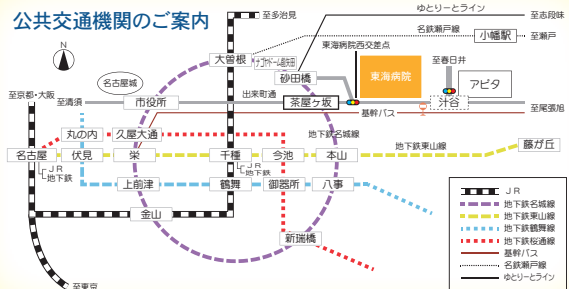 公共交通機関のご案内
至多治見
ゆとりーとライン
至志段味
名鉄瀬戸線
小幡駅
至瀬戸
N
大曽根
ナゴヤドーム前矢田
東海病院西交差点
砂田橋
東海病院
至春日井
アピタ
名古屋城
至京都・大阪
至清須
市役所
出来町通
茶屋ヶ坂
汁谷
基幹バス
至尾張旭
丸の内
久屋大通
地下鉄名城線
名古屋
伏見
栄
千種
今池
本山
地下鉄東山線
藤が丘
JR
地下鉄
JR
地下鉄
上前津
鶴舞
御器所
八事
金山
新瑞橋
至東京
JR
地下鉄名城線
地下鉄東山線
地下鉄鶴舞線
地下鉄桜通線
基幹バス
名鉄瀬戸線
ゆとりーとライン